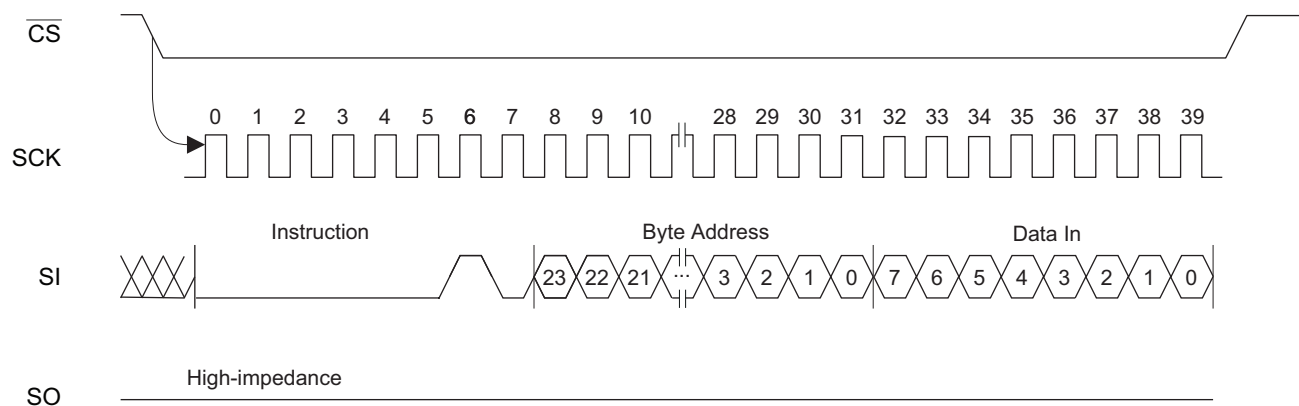 CS
0 1 2 3 4 5 6 7 8 9 10 28 29 30 31 32 33 34 35 36 37 38 39
SCK
Instruction Byte Address Data In
SI 23 22 21 ... 3 2 1 0 7 6 5 4 3 2 1 0
High-impedance
SO